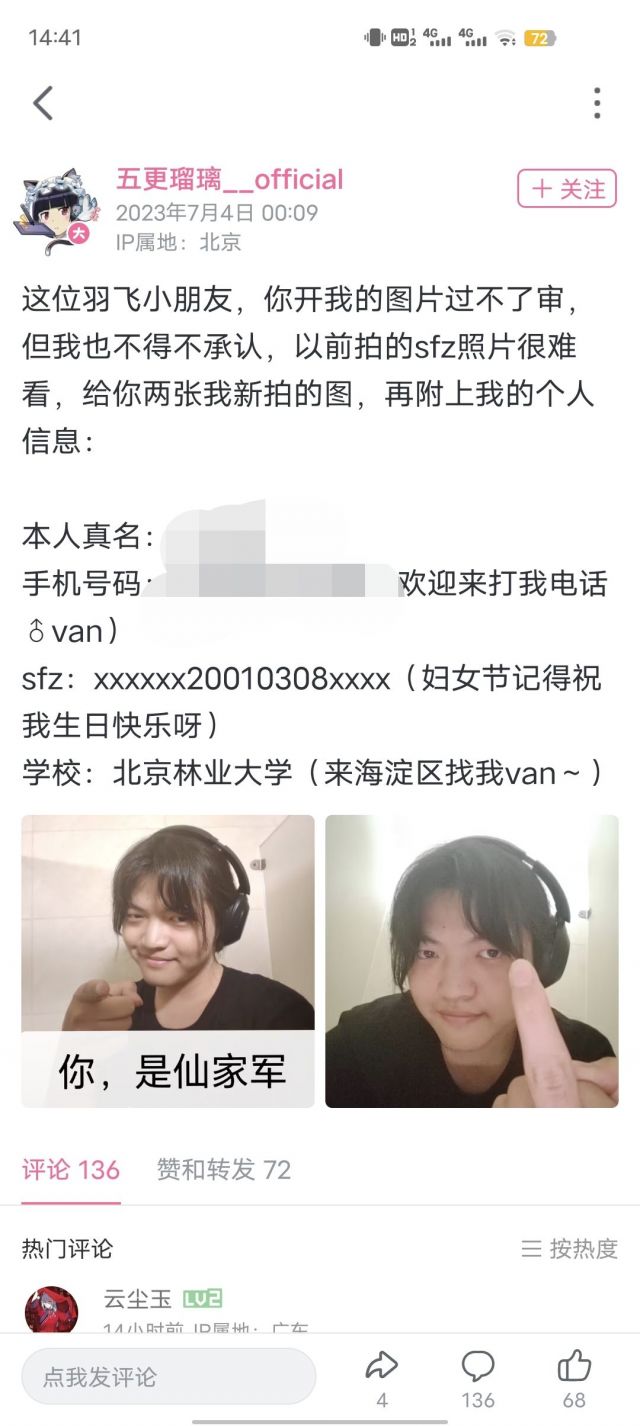 14:41
HD 1 2 4G 4G 72
五更瑠璃__official
+ 关注
2023年7月4日 00:09
大
IP属地：北京
这位羽飞小朋友，你开我的图片过不了审，
但我也不得不承认，以前拍的sfz照片很难
看，给你两张我新拍的图，再附上我的个人
信息：
本人真名：
手机号码：欢迎来打我电话
♂van）
sfz：xxxxxx20010308xxxx（妇女节记得祝
我生日快乐呀）
学校：北京林业大学（来海淀区找我van～）
你，是仙家军
评论 136 赞和转发 72
热门评论 按热度
云尘玉 LV2
14小时前 IP属地：广东
点我发评论
4 136 68